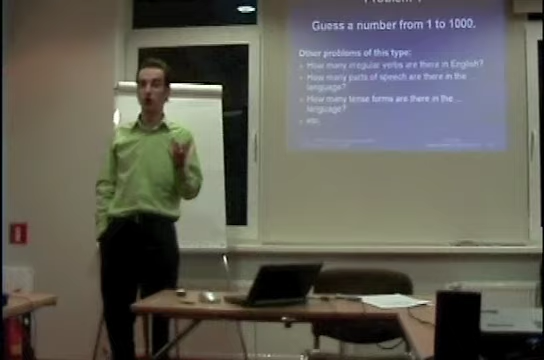 Problem 1
Guess a number from 1 to 1000.
Other problems of this type:
How many irregular verbs are there in English?
How many parts of speech are there in the
language?
How many tense forms are there in the ...
language?
etc.